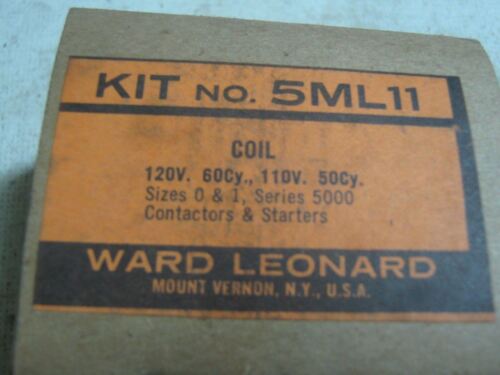 KIT NO. 5ML11
COIL
120V. 60Cy., 110V. 50Cy.
Sizes 0 & 1, Series 5000
Contactors & Starters
WARD LEONARD
MOUNT VERNON, N.Y., U.S.A.